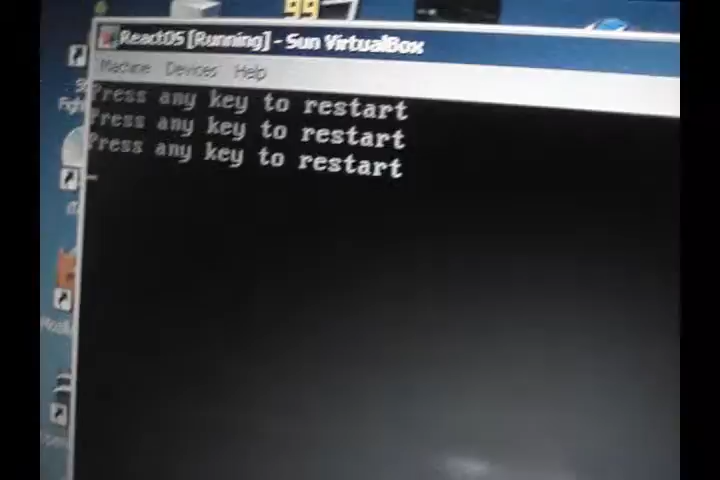 99
ReactOS [Running] - Sun VirtualBox
Machine Devices Help
Press any key to restart
Press any key to restart
Press any key to restart